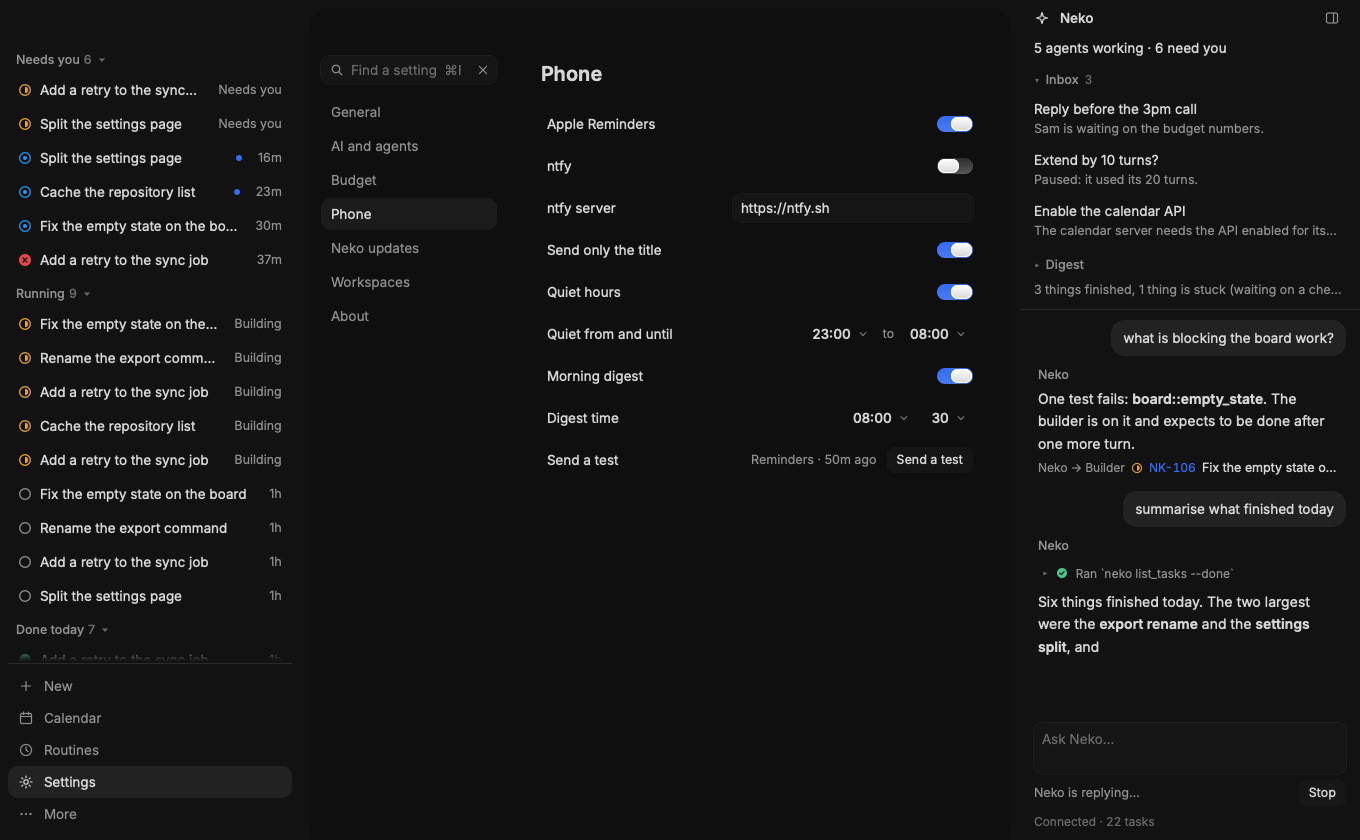 Needs you 6
Add a retry to the sync... Needs you
Split the settings page Needs you
Split the settings page 16m
Cache the repository list 23m
Fix the empty state on the bo... 30m
Add a retry to the sync job 37m
Running 9
Fix the empty state on the... Building
Rename the export comm... Building
Add a retry to the sync job Building
Cache the repository list Building
Add a retry to the sync job Building
Fix the empty state on the board 1h
Rename the export command 1h
Add a retry to the sync job 1h
Split the settings page 1h
Done today 7
Add a retry to the sync job 1h
New
Calendar
Routines
Settings
More
Find a setting ⌘F
General
AI and agents
Budget
Phone
Neko updates
Workspaces
About
Phone
Apple Reminders
ntfy
ntfy server https://ntfy.sh
Send only the title
Quiet hours
Quiet from and until 23:00 to 08:00
Morning digest
Digest time 08:00 30
Send a test Reminders · 50m ago Send a test
Neko
5 agents working · 6 need you
Inbox 3
Reply before the 3pm call
Sam is waiting on the budget numbers.
Extend by 10 turns?
Paused: it used its 20 turns.
Enable the calendar API
The calendar server needs the API enabled for its...
Digest
3 things finished, 1 thing is stuck (waiting on a che...
what is blocking the board work?
Neko
One test fails: board::empty_state. The
builder is on it and expects to be done after
one more turn.
Neko → Builder NK-106 Fix the empty state o...
summarise what finished today
Neko
Ran `neko list_tasks --done`
Six things finished today. The two largest
were the export rename and the settings
split, and
Ask Neko...
Neko is replying... Stop
Connected · 22 tasks